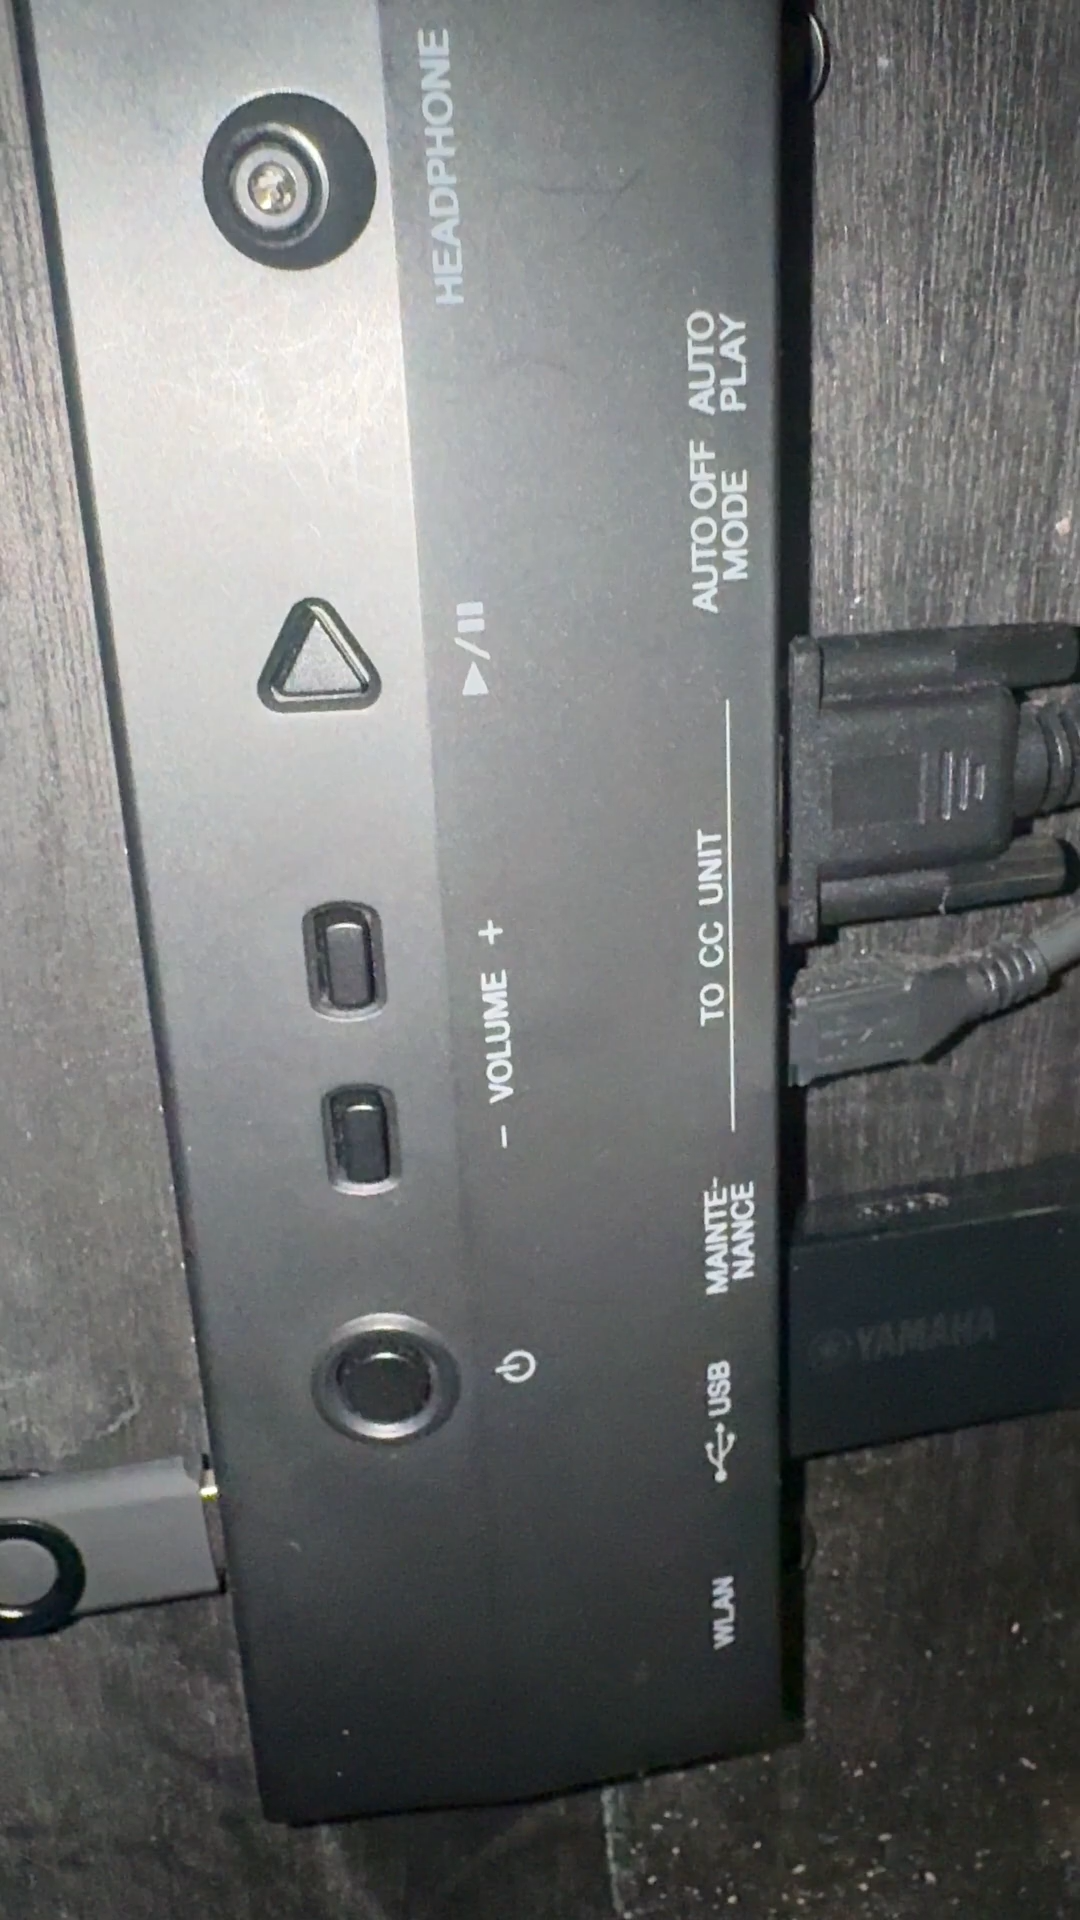 HEADPHONE
▶/II
− VOLUME +
WLAN
USB
MAINTE-
NANCE
TO CC UNIT
AUTO OFF
MODE
AUTO
PLAY
YAMAHA